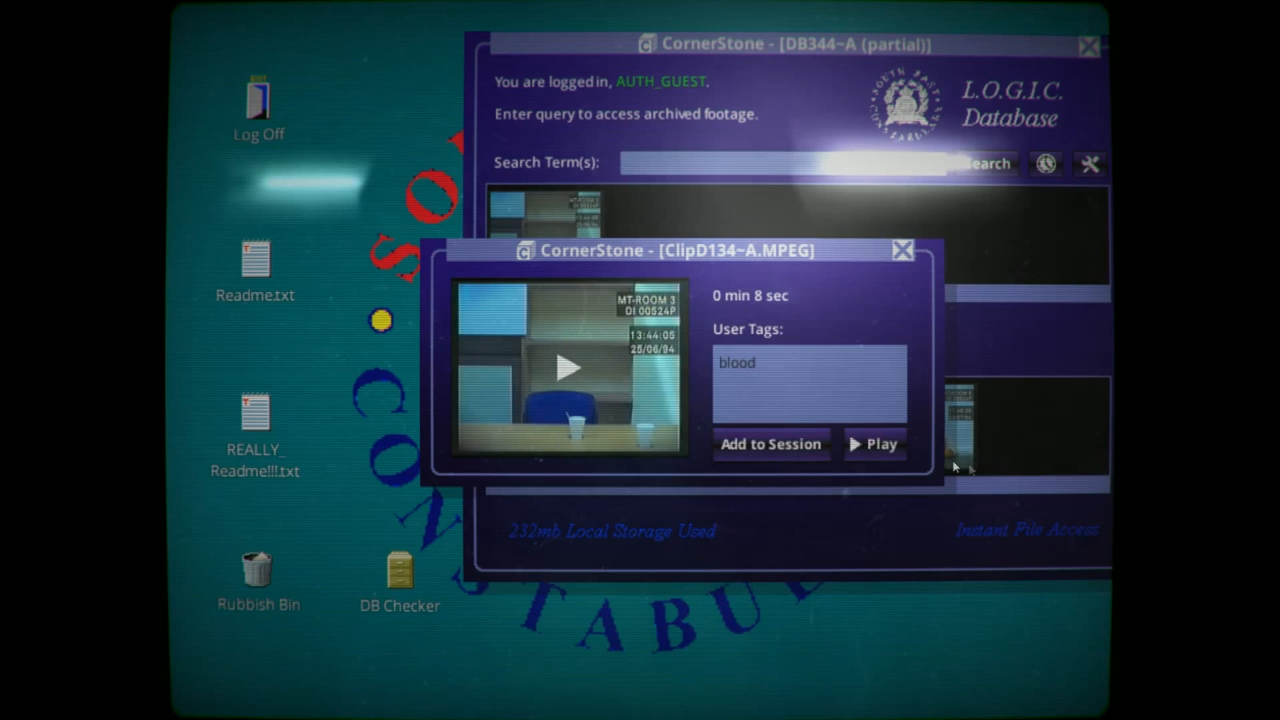 CornerStone - [DB344~A (partial)]
You are logged in, AUTH_GUEST.
Enter query to access archived footage.
L.O.G.I.C.
Database
Search Term(s):
earch
Log Off
Readme.txt
REALLY_
Readme!!!.txt
Rubbish Bin
DB Checker
CornerStone - [ClipD134~A.MPEG]
MT-ROOM 3
DI 00524P
13:44:05
25/06/94
0 min 8 sec
User Tags:
blood
Add to Session
Play
232mb Local Storage Used
Instant File Access
SO
CONSTABUL